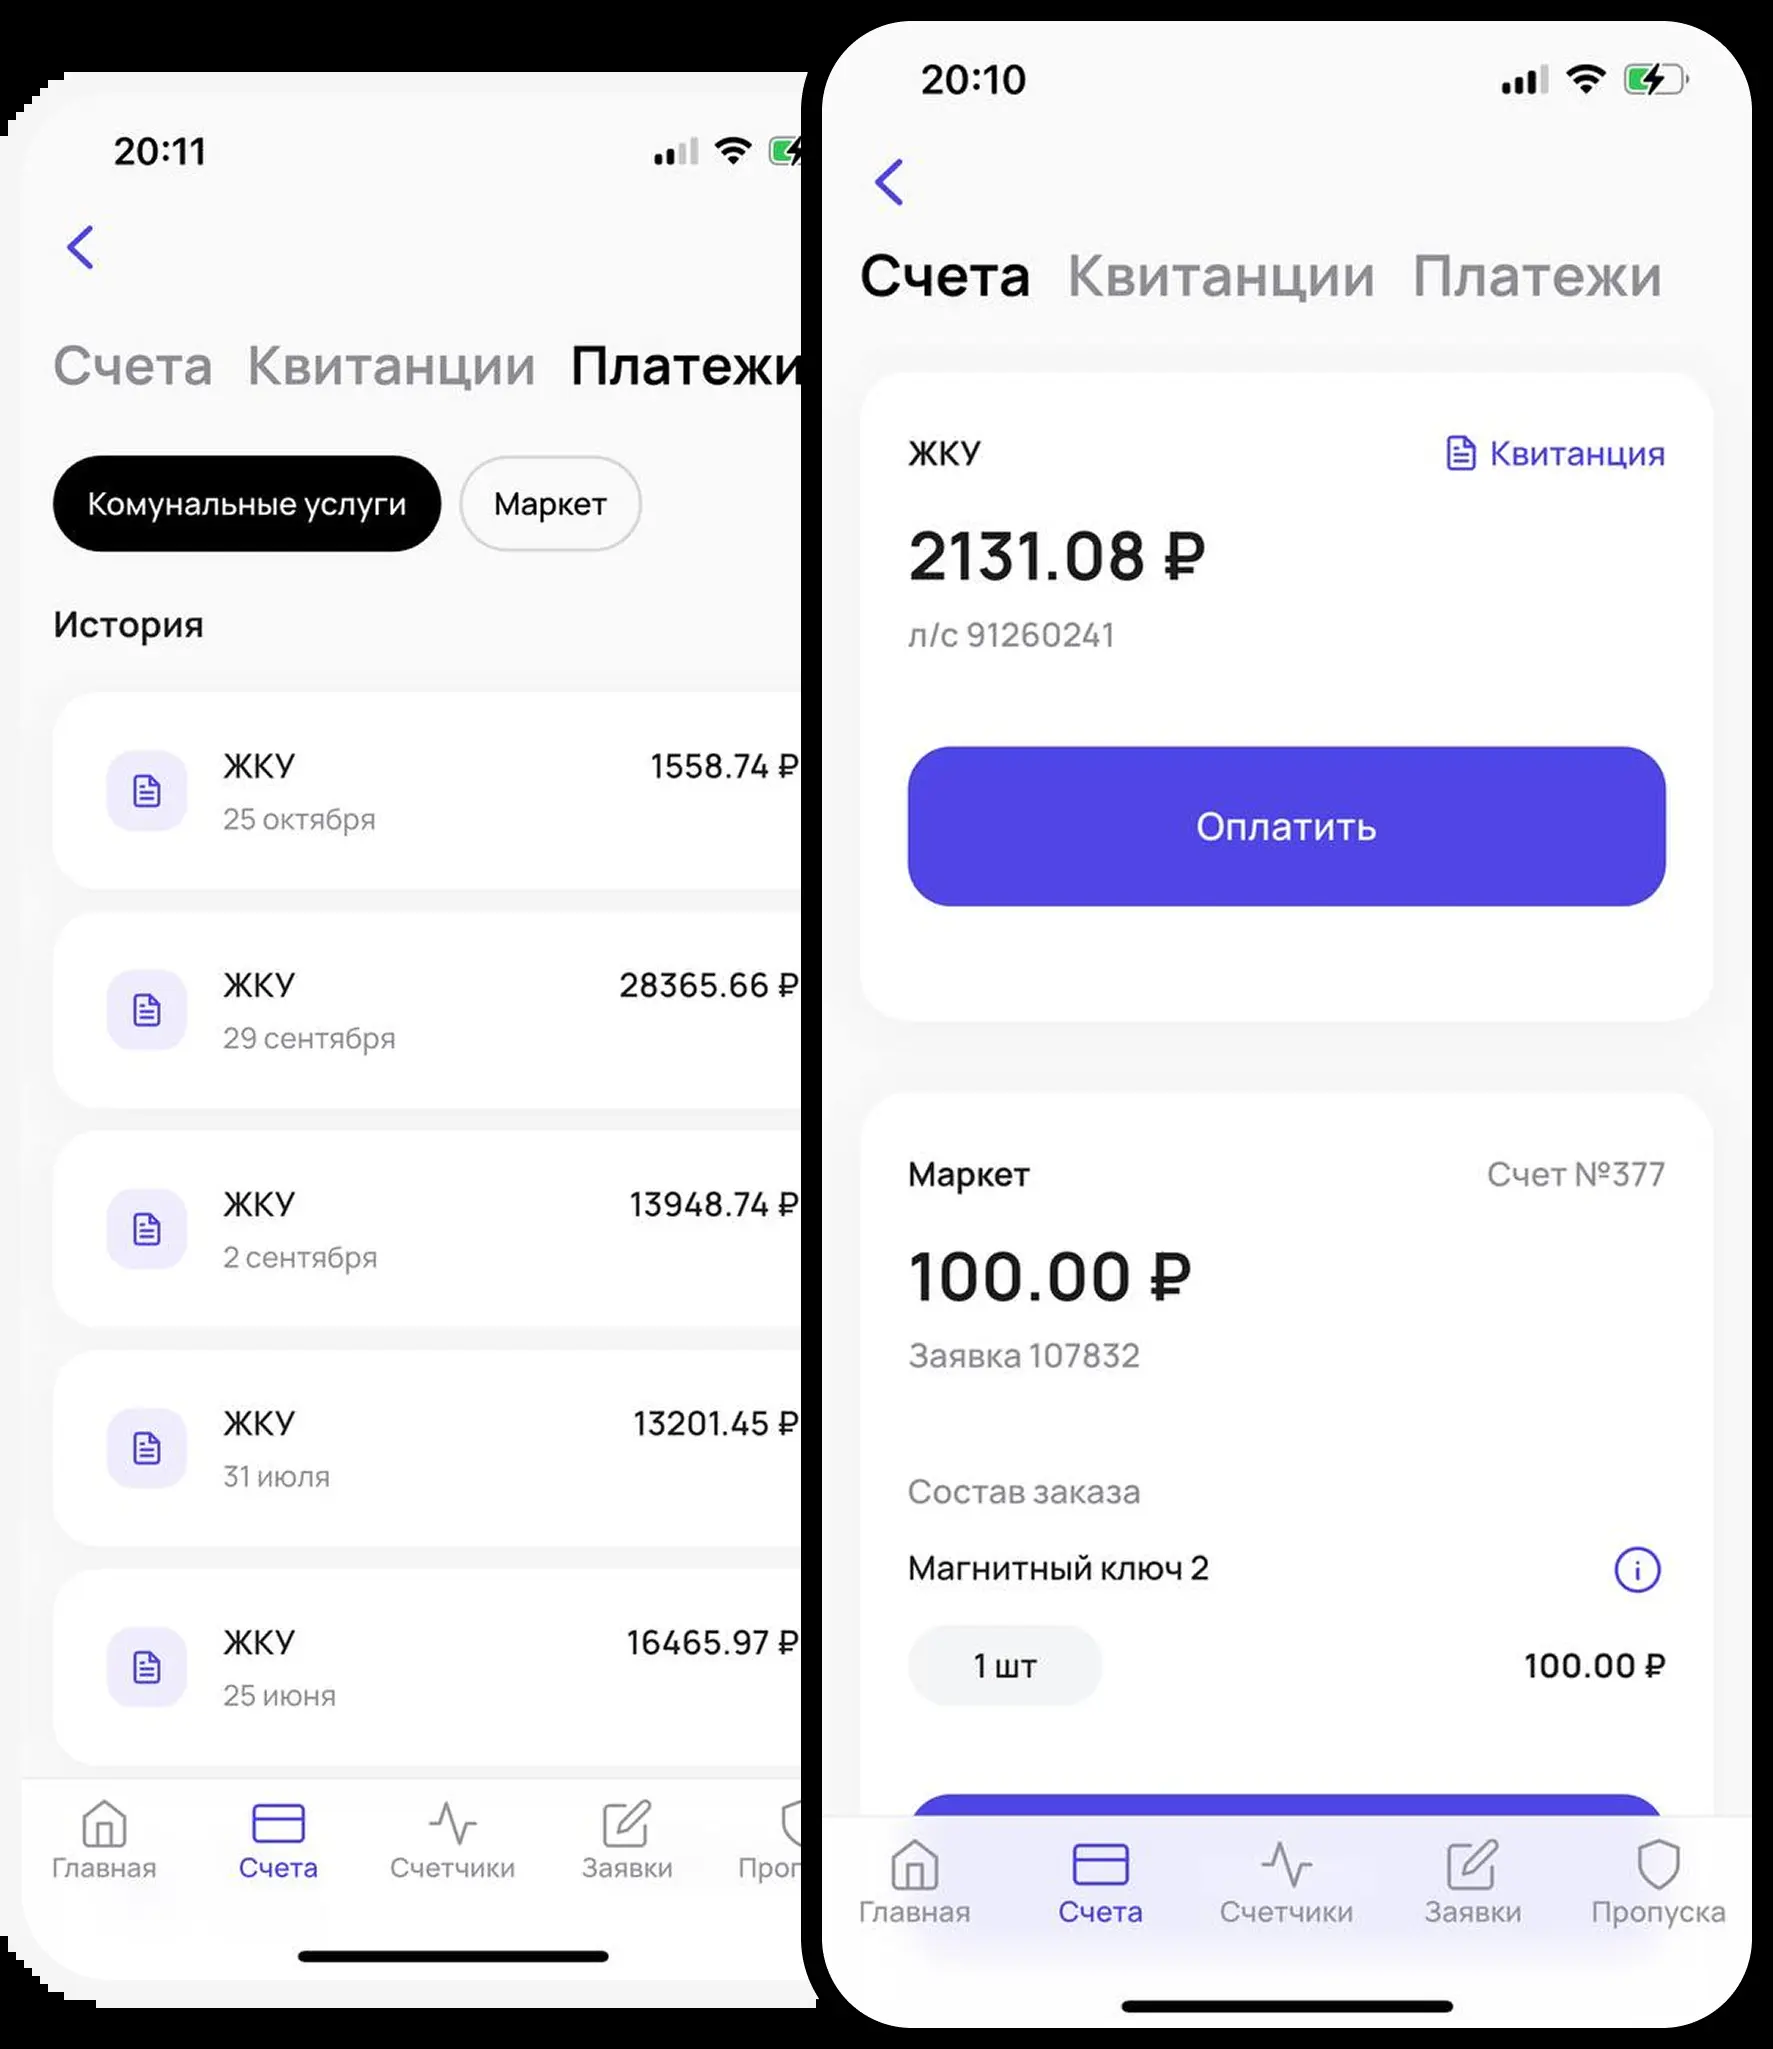 20:11
Счета Квитанции Платежи
Комунальные услуги Маркет
История
ЖКУ 1558.74 ₽
25 октября
ЖКУ 28365.66 ₽
29 сентября
ЖКУ 13948.74 ₽
2 сентября
ЖКУ 13201.45 ₽
31 июля
ЖКУ 16465.97 ₽
25 июня
Главная Счета Счетчики Заявки
20:10
Счета Квитанции Платежи
ЖКУ Квитанция
2131.08 ₽
л/с 91260241
Оплатить
Маркет Счет №377
100.00 ₽
Заявка 107832
Состав заказа
Магнитный ключ 2
1 шт 100.00 ₽
Главная Счета Счетчики Заявки Пропуска